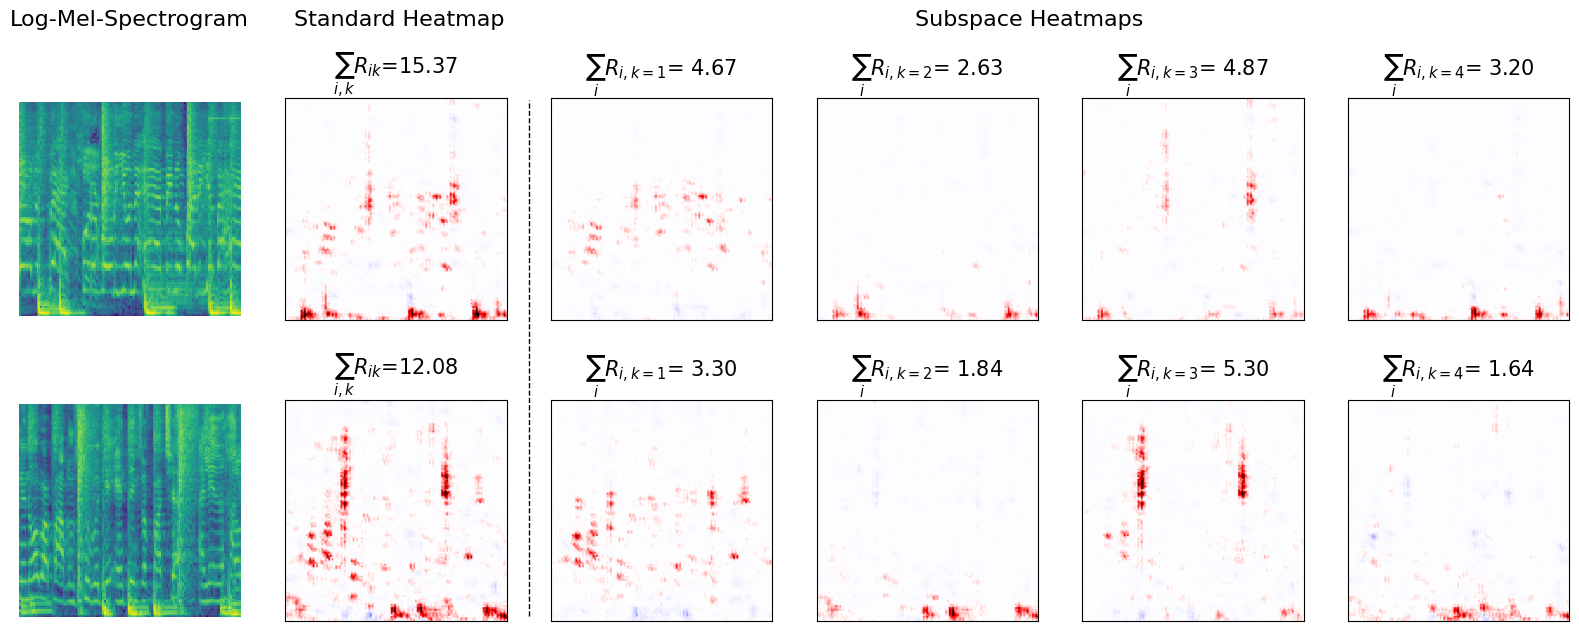 Log-Mel-Spectrogram Standard Heatmap Subspace Heatmaps
∑_{i,k} R_{ik}=15.37 ∑_i R_{i,k=1}= 4.67 ∑_i R_{i,k=2}= 2.63 ∑_i R_{i,k=3}= 4.87 ∑_i R_{i,k=4}= 3.20
∑_{i,k} R_{ik}=12.08 ∑_i R_{i,k=1}= 3.30 ∑_i R_{i,k=2}= 1.84 ∑_i R_{i,k=3}= 5.30 ∑_i R_{i,k=4}= 1.64